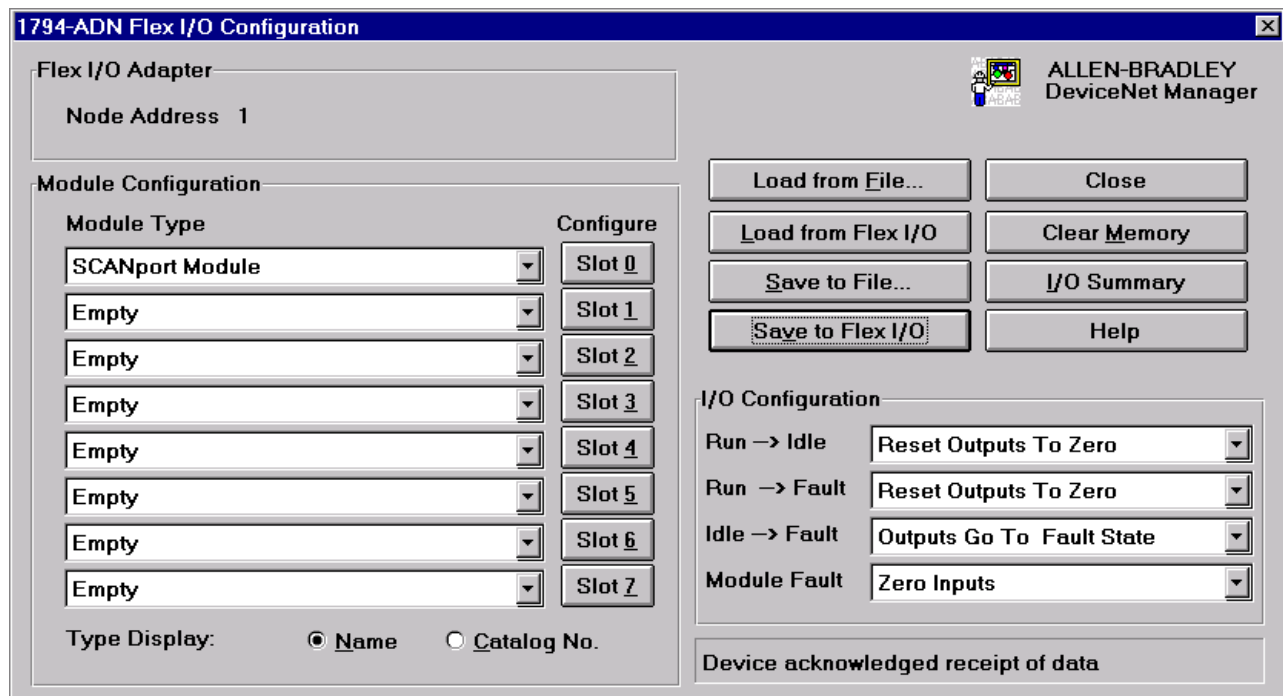 1794-ADN Flex I/O Configuration
Flex I/O Adapter
Node Address 1
ALLEN-BRADLEY
DeviceNet Manager
Module Configuration
Module Type
Configure
SCANport Module
Slot 0
Empty
Slot 1
Empty
Slot 2
Empty
Slot 3
Empty
Slot 4
Empty
Slot 5
Empty
Slot 6
Empty
Slot 7
Type Display:
Name
Catalog No.
Load from File...
Close
Load from Flex I/O
Clear Memory
Save to File...
I/O Summary
Save to Flex I/O
Help
I/O Configuration
Run —> Idle
Reset Outputs To Zero
Run —> Fault
Reset Outputs To Zero
Idle —> Fault
Outputs Go To Fault State
Module Fault
Zero Inputs
Device acknowledged receipt of data